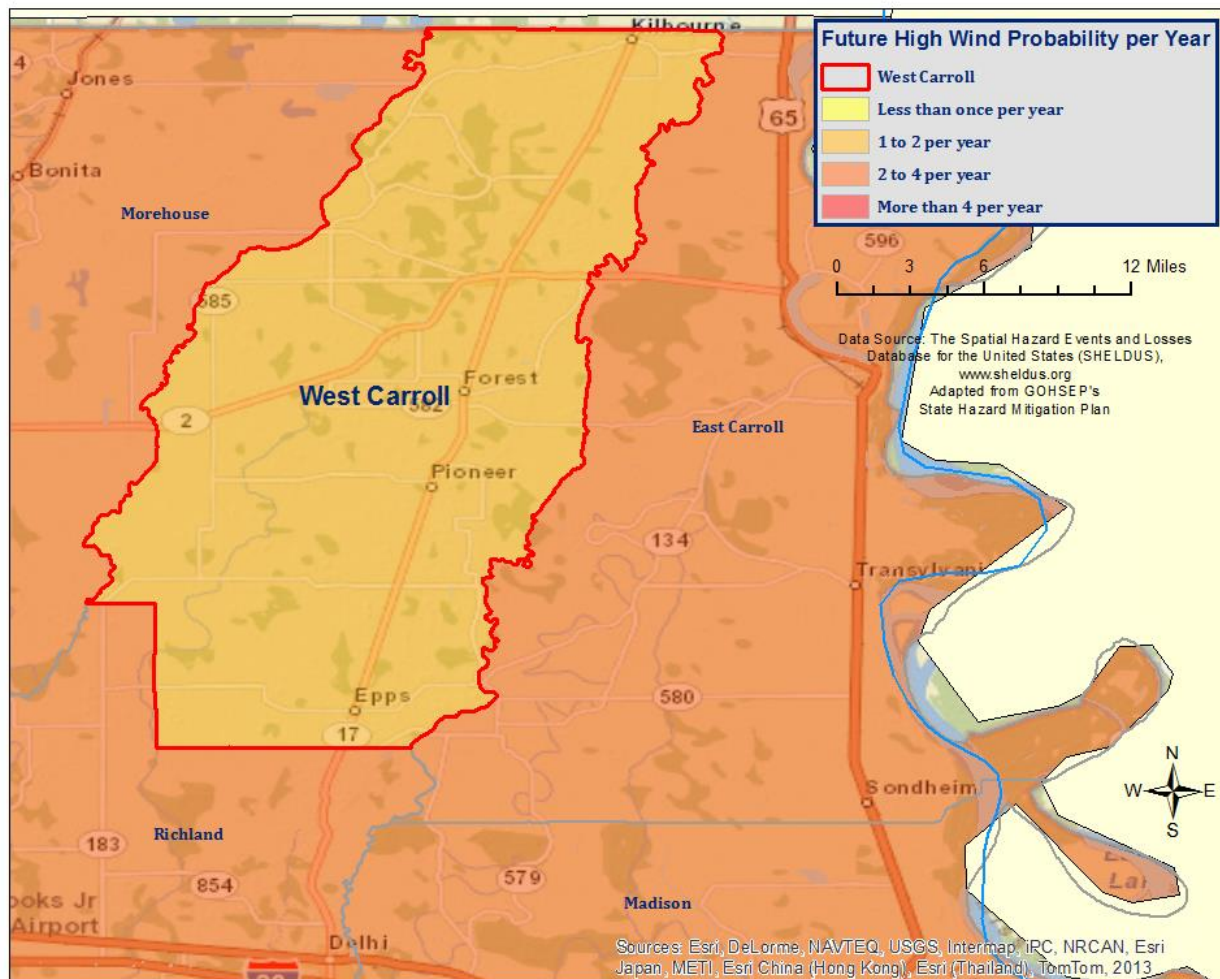 Kilbourne
4
Jones
65
Bonita
Morehouse
Future High Wind Probability per Year
West Carroll
Less than once per year
1 to 2 per year
2 to 4 per year
More than 4 per year
596
0 3 6 12 Miles
585
Data Source: The Spatial Hazard Events and Losses
Database for the United States (SHELDUS),
www.sheldus.org
Adapted from GOHSEP's
State Hazard Mitigation Plan
Forest
West Carroll
582
2
East Carroll
Pioneer
134
Transylvani
Epps
580
17
N
W E
S
Sondheim
Richland
183
854
579
Madison
ooks Jr
Airport
Delhi
Sources: Esri, DeLorme, NAVTEQ, USGS, Intermap, iPC, NRCAN, Esri
Japan, METI, Esri China (Hong Kong), Esri (Thailand), TomTom, 2013